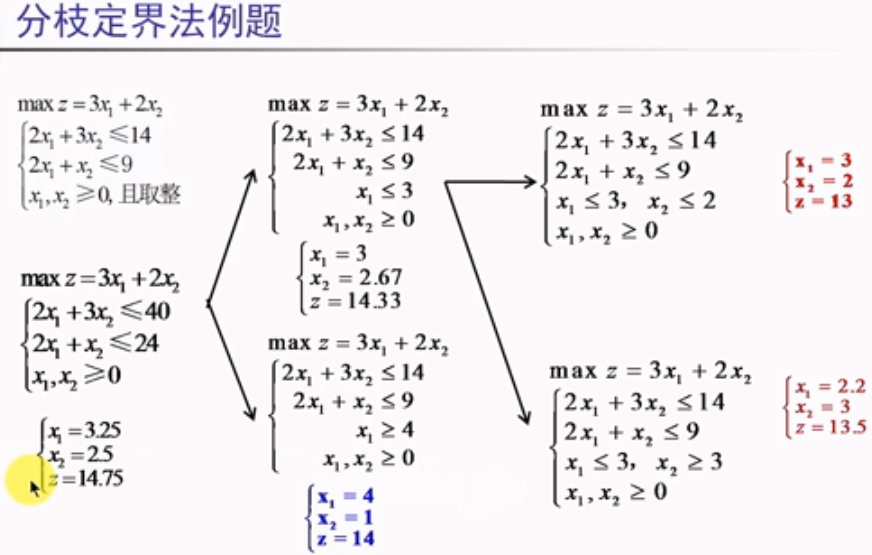 分枝定界法例题
max z = 3x₁ + 2x₂
2x₁ + 3x₂ ≤ 14
2x₁ + x₂ ≤ 9
x₁, x₂ ≥ 0, 且取整
max z = 3x₁ + 2x₂
2x₁ + 3x₂ ≤ 40
2x₁ + x₂ ≤ 24
x₁, x₂ ≥ 0
x₁ = 3.25
x₂ = 2.5
z = 14.75
max z = 3x₁ + 2x₂
2x₁ + 3x₂ ≤ 14
2x₁ + x₂ ≤ 9
x₁ ≤ 3
x₁, x₂ ≥ 0
x₁ = 3
x₂ = 2.67
z = 14.33
max z = 3x₁ + 2x₂
2x₁ + 3x₂ ≤ 14
2x₁ + x₂ ≤ 9
x₁ ≥ 4
x₁, x₂ ≥ 0
x₁ = 4
x₂ = 1
z = 14
max z = 3x₁ + 2x₂
2x₁ + 3x₂ ≤ 14
2x₁ + x₂ ≤ 9
x₁ ≤ 3, x₂ ≤ 2
x₁, x₂ ≥ 0
x₁ = 3
x₂ = 2
z = 13
max z = 3x₁ + 2x₂
2x₁ + 3x₂ ≤ 14
2x₁ + x₂ ≤ 9
x₁ ≤ 3, x₂ ≥ 3
x₁, x₂ ≥ 0
x₁ = 2.2
x₂ = 3
z = 13.5